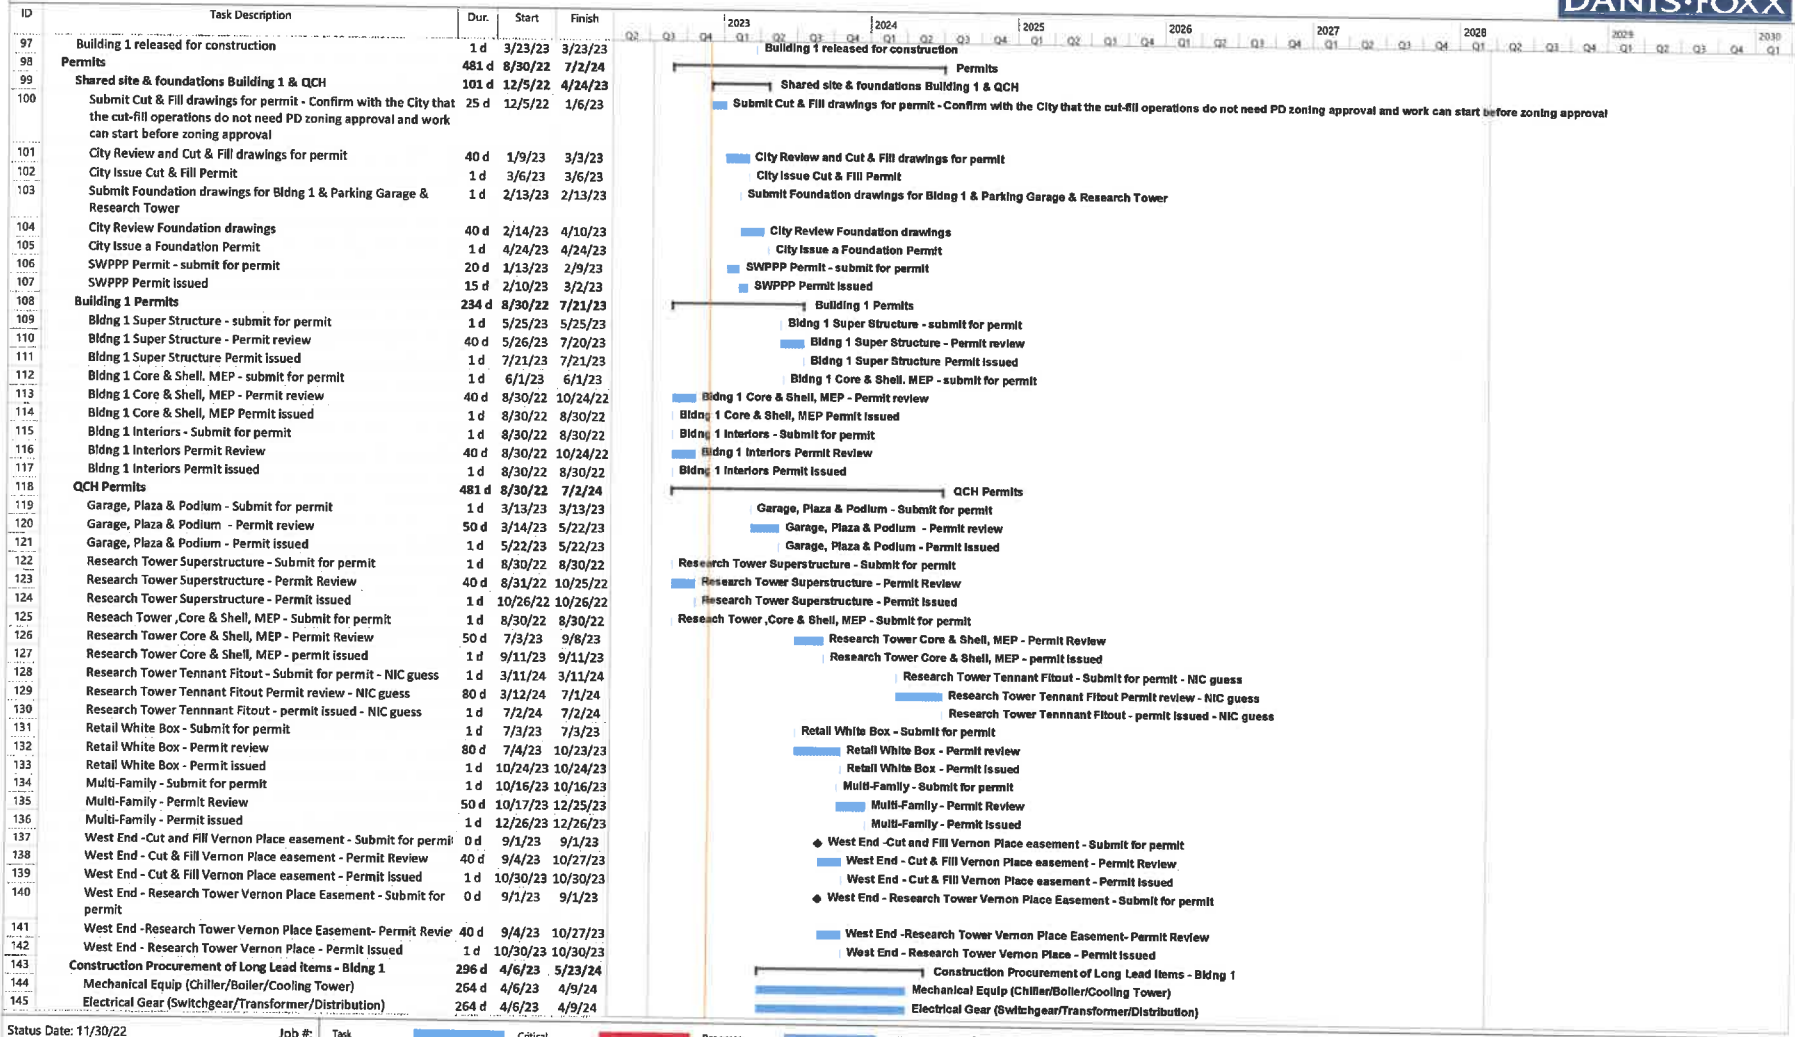 DANIS·FOXX
ID Task Description Dur. Start Finish
2023 2024 2025 2026 2027 2028 2029 2030
Q2 Q3 Q4 Q1 Q2 Q3 Q4 Q1 Q2 Q3 Q4 Q1 Q2 Q3 Q4 Q1 Q2 Q3 Q4 Q1 Q2 Q3 Q4 Q1 Q2 Q3 Q4 Q1 Q2 Q3 Q4 Q1
97 Building 1 released for construction 1 d 3/23/23 3/23/23 Building 1 released for construction
98 Permits 481 d 8/30/22 7/2/24 Permits
99 Shared site & foundations Building 1 & QCH 101 d 12/5/22 4/24/23 Shared site & foundations Building 1 & QCH
100 Submit Cut & Fill drawings for permit - Confirm with the City that 25 d 12/5/22 1/6/23 Submit Cut & Fill drawings for permit - Confirm with the City that the cut-fill operations do not need PD zoning approval and work can start before zoning approval
the cut-fill operations do not need PD zoning approval and work
can start before zoning approval
101 City Review and Cut & Fill drawings for permit 40 d 1/9/23 3/3/23 City Review and Cut & Fill drawings for permit
102 City Issue Cut & Fill Permit 1 d 3/6/23 3/6/23 City Issue Cut & Fill Permit
103 Submit Foundation drawings for Bldng 1 & Parking Garage & 1 d 2/13/23 2/13/23 Submit Foundation drawings for Bldng 1 & Parking Garage & Research Tower
Research Tower
104 City Review Foundation drawings 40 d 2/14/23 4/10/23 City Review Foundation drawings
105 City Issue a Foundation Permit 1 d 4/24/23 4/24/23 City Issue a Foundation Permit
106 SWPPP Permit - submit for permit 20 d 1/13/23 2/9/23 SWPPP Permit - submit for permit
107 SWPPP Permit issued 15 d 2/10/23 3/2/23 SWPPP Permit issued
108 Building 1 Permits 234 d 8/30/22 7/21/23 Building 1 Permits
109 Bldng 1 Super Structure - submit for permit 1 d 5/25/23 5/25/23 Bldng 1 Super Structure - submit for permit
110 Bldng 1 Super Structure - Permit review 40 d 5/26/23 7/20/23 Bldng 1 Super Structure - Permit review
111 Bldng 1 Super Structure Permit issued 1 d 7/21/23 7/21/23 Bldng 1 Super Structure Permit issued
112 Bldng 1 Core & Shell. MEP - submit for permit 1 d 6/1/23 6/1/23 Bldng 1 Core & Shell. MEP - submit for permit
113 Bldng 1 Core & Shell, MEP - Permit review 40 d 8/30/22 10/24/22 Bldng 1 Core & Shell, MEP - Permit review
114 Bldng 1 Core & Shell, MEP Permit issued 1 d 8/30/22 8/30/22 Bldng 1 Core & Shell, MEP Permit issued
115 Bldng 1 Interiors - Submit for permit 1 d 8/30/22 8/30/22 Bldng 1 Interiors - Submit for permit
116 Bldng 1 Interiors Permit Review 40 d 8/30/22 10/24/22 Bldng 1 Interiors Permit Review
117 Bldng 1 Interiors Permit issued 1 d 8/30/22 8/30/22 Bldng 1 Interiors Permit issued
118 QCH Permits 481 d 8/30/22 7/2/24 QCH Permits
119 Garage, Plaza & Podium - Submit for permit 1 d 3/13/23 3/13/23 Garage, Plaza & Podium - Submit for permit
120 Garage, Plaza & Podium - Permit review 50 d 3/14/23 5/22/23 Garage, Plaza & Podium - Permit review
121 Garage, Plaza & Podium - Permit issued 1 d 5/22/23 5/22/23 Garage, Plaza & Podium - Permit issued
122 Research Tower Superstructure - Submit for permit 1 d 8/30/22 8/30/22 Research Tower Superstructure - Submit for permit
123 Research Tower Superstructure - Permit Review 40 d 8/31/22 10/25/22 Research Tower Superstructure - Permit Review
124 Research Tower Superstructure - Permit issued 1 d 10/26/22 10/26/22 Research Tower Superstructure - Permit issued
125 Reseach Tower ,Core & Shell, MEP - Submit for permit 1 d 8/30/22 8/30/22 Reseach Tower ,Core & Shell, MEP - Submit for permit
126 Research Tower Core & Shell, MEP - Permit Review 50 d 7/3/23 9/8/23 Research Tower Core & Shell, MEP - Permit Review
127 Research Tower Core & Shell, MEP - permit issued 1 d 9/11/23 9/11/23 Research Tower Core & Shell, MEP - permit issued
128 Research Tower Tennant Fitout - Submit for permit - NIC guess 1 d 3/11/24 3/11/24 Research Tower Tennant Fitout - Submit for permit - NIC guess
129 Research Tower Tennant Fitout Permit review - NIC guess 80 d 3/12/24 7/1/24 Research Tower Tennant Fitout Permit review - NIC guess
130 Research Tower Tennnant Fitout - permit issued - NIC guess 1 d 7/2/24 7/2/24 Research Tower Tennnant Fitout - permit issued - NIC guess
131 Retail White Box - Submit for permit 1 d 7/3/23 7/3/23 Retail White Box - Submit for permit
132 Retail White Box - Permit review 80 d 7/4/23 10/23/23 Retail White Box - Permit review
133 Retail White Box - Permit issued 1 d 10/24/23 10/24/23 Retail White Box - Permit issued
134 Multi-Family - Submit for permit 1 d 10/16/23 10/16/23 Multi-Family - Submit for permit
135 Multi-Family - Permit Review 50 d 10/17/23 12/25/23 Multi-Family - Permit Review
136 Multi-Family - Permit issued 1 d 12/26/23 12/26/23 Multi-Family - Permit issued
137 West End -Cut and Fill Vernon Place easement - Submit for permi 0 d 9/1/23 9/1/23 West End -Cut and Fill Vernon Place easement - Submit for permit
138 West End - Cut & Fill Vernon Place easement - Permit Review 40 d 9/4/23 10/27/23 West End - Cut & Fill Vernon Place easement - Permit Review
139 West End - Cut & Fill Vernon Place easement - Permit Issued 1 d 10/30/23 10/30/23 West End - Cut & Fill Vernon Place easement - Permit Issued
140 West End - Research Tower Vernon Place Easement - Submit for 0 d 9/1/23 9/1/23 West End - Research Tower Vernon Place Easement - Submit for permit
permit
141 West End -Research Tower Vernon Place Easement- Permit Revie 40 d 9/4/23 10/27/23 West End -Research Tower Vernon Place Easement- Permit Review
142 West End - Research Tower Vernon Place - Permit Issued 1 d 10/30/23 10/30/23 West End - Research Tower Vernon Place - Permit Issued
143 Construction Procurement of Long Lead items - Bldng 1 296 d 4/6/23 5/23/24 Construction Procurement of Long Lead items - Bldng 1
144 Mechanical Equip (Chiller/Boiler/Cooling Tower) 264 d 4/6/23 4/9/24 Mechanical Equip (Chiller/Boiler/Cooling Tower)
145 Electrical Gear (Switchgear/Transformer/Distribution) 264 d 4/6/23 4/9/24 Electrical Gear (Switchgear/Transformer/Distribution)
Status Date: 11/30/22 Job #: Task Critical